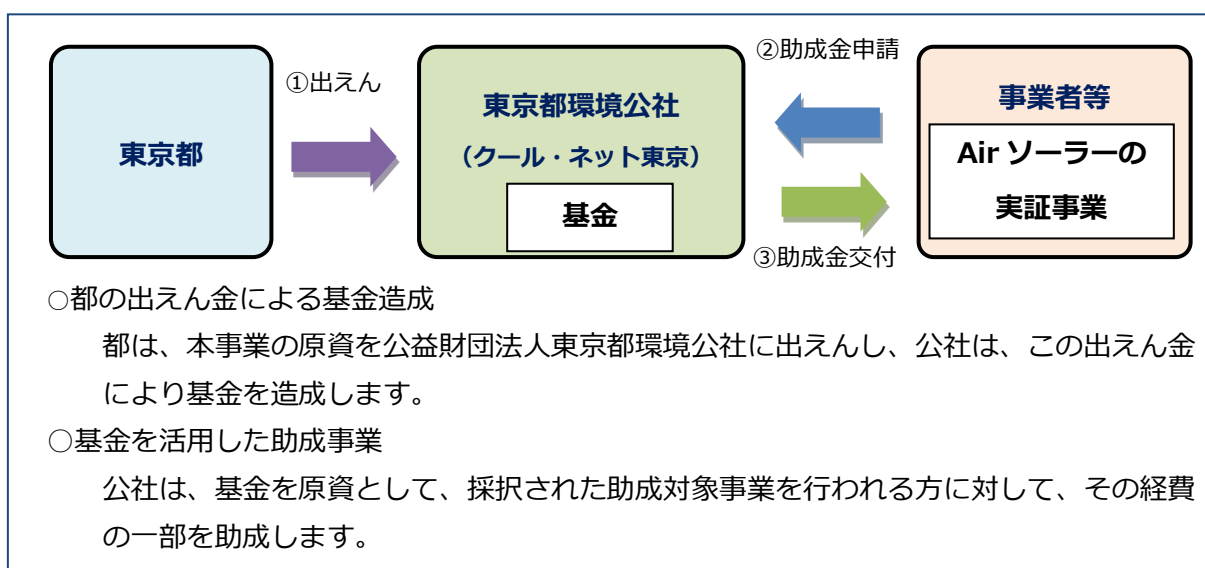 東京都
①出えん
東京都環境公社
（クール・ネット東京）
基金
②助成金申請
③助成金交付
事業者等
Air ソーラーの
実証事業
○都の出えん金による基金造成
都は、本事業の原資を公益財団法人東京都環境公社に出えんし、公社は、この出えん金
により基金を造成します。
○基金を活用した助成事業
公社は、基金を原資として、採択された助成対象事業を行われる方に対して、その経費
の一部を助成します。